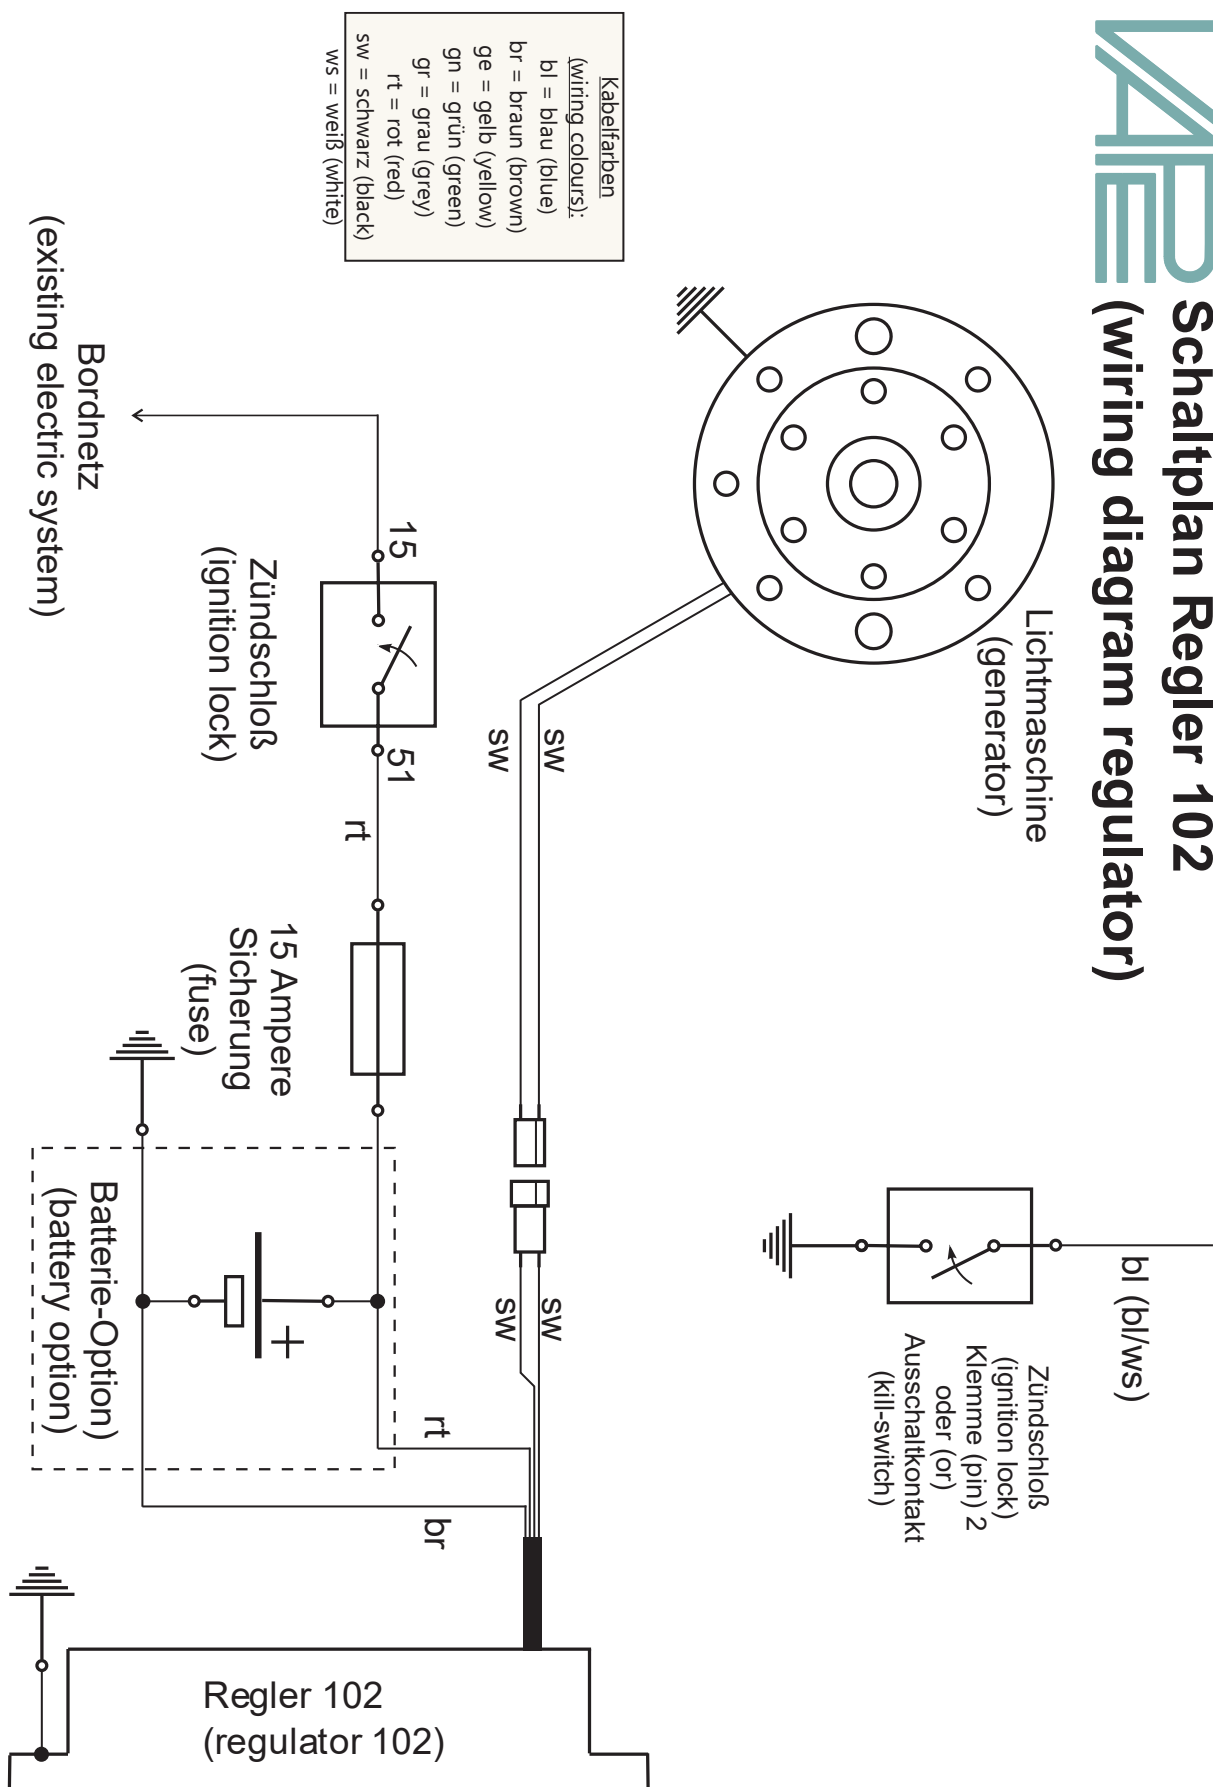 VAPE
Schaltplan Regler 102
(wiring diagram regulator)
Kabelfarben
(wiring colours):
bl = blau (blue)
br = braun (brown)
ge = gelb (yellow)
gn = grün (green)
gr = grau (grey)
rt = rot (red)
sw = schwarz (black)
ws = weiß (white)
Lichtmaschine
(generator)
sw
sw
bl (bl/ws)
Zündschloß
(ignition lock)
Klemme (pin) 2
oder (or)
Ausschaltkontakt
(kill-switch)
Bordnetz
(existing electric system)
15
51
Zündschloß
(ignition lock)
rt
15 Ampere
Sicherung
(fuse)
sw
sw
+
Batterie-Option
(battery option)
rt
br
Regler 102
(regulator 102)